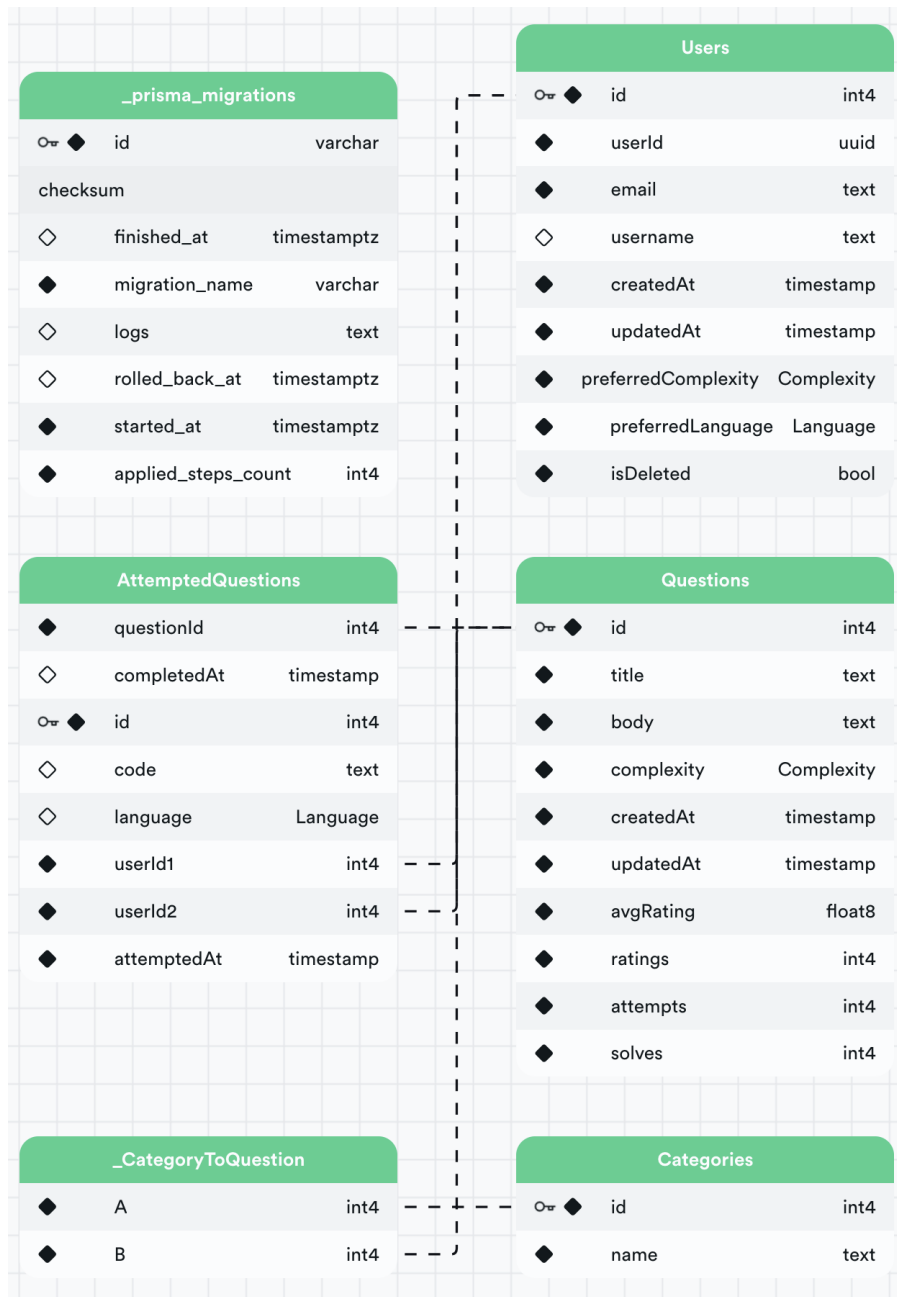 _prisma_migrations
id varchar
checksum
finished_at timestamptz
migration_name varchar
logs text
rolled_back_at timestamptz
started_at timestamptz
applied_steps_count int4
Users
id int4
userId uuid
email text
username text
createdAt timestamp
updatedAt timestamp
preferredComplexity Complexity
preferredLanguage Language
isDeleted bool
AttemptedQuestions
questionId int4
completedAt timestamp
id int4
code text
language Language
userId1 int4
userId2 int4
attemptedAt timestamp
Questions
id int4
title text
body text
complexity Complexity
createdAt timestamp
updatedAt timestamp
avgRating float8
ratings int4
attempts int4
solves int4
_CategoryToQuestion
A int4
B int4
Categories
id int4
name text